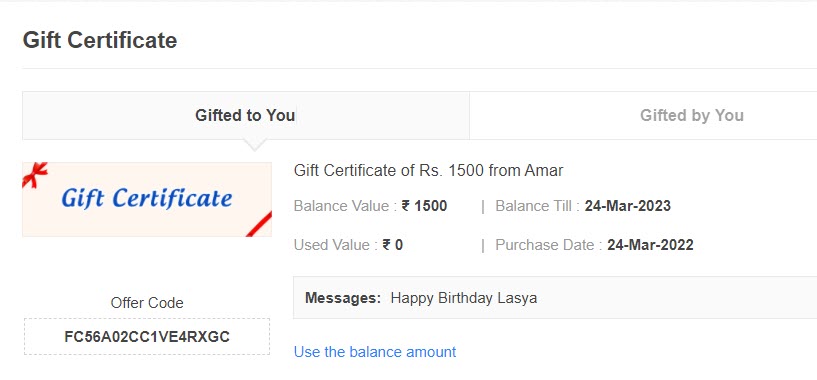 Gift Certificate
Gifted to You
Gifted by You
Gift Certificate
Gift Certificate of Rs. 1500 from Amar
Balance Value : ₹ 1500 | Balance Till : 24-Mar-2023
Used Value : ₹ 0 | Purchase Date : 24-Mar-2022
Offer Code
FC56A02CC1VE4RXGC
Messages: Happy Birthday Lasya
Use the balance amount